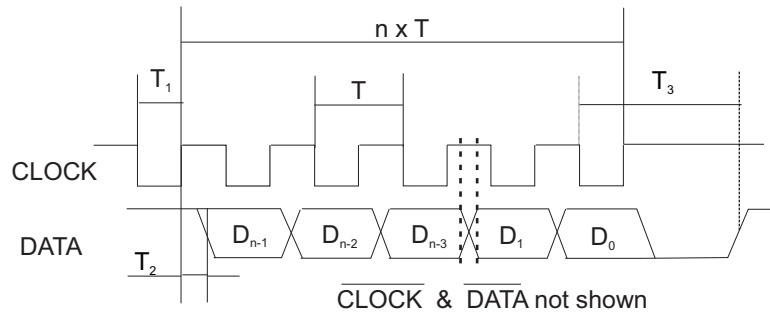 n x T
T₁
T
T₃
CLOCK
DATA
Dₙ₋₁
Dₙ₋₂
Dₙ₋₃
D₁
D₀
T₂
CLOCK & DATA not shown